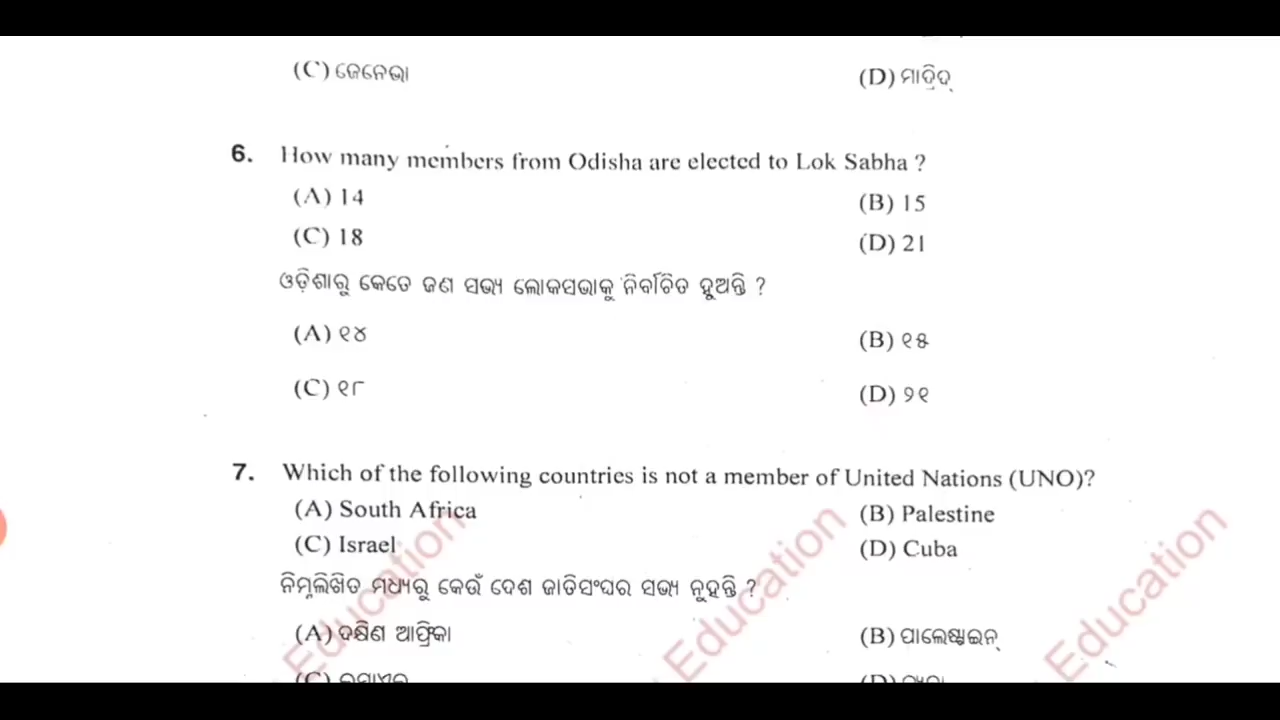 (C) ଜେନେଭା (D) ମାଦ୍ରିଦ୍
6. How many members from Odisha are elected to Lok Sabha ?
(A) 14 (B) 15
(C) 18 (D) 21
ଓଡ଼ିଶାରୁ କେତେ ଜଣ ସଭ୍ୟ ଲୋକସଭାକୁ ନିର୍ବାଚିତ ହୁଅନ୍ତି ?
(A) ୧୪ (B) ୧୫
(C) ୧୮ (D) ୨୧
7. Which of the following countries is not a member of United Nations (UNO)?
(A) South Africa (B) Palestine
(C) Israel (D) Cuba
ନିମ୍ନଲିଖିତ ମଧ୍ୟରୁ କେଉଁ ଦେଶ ଜାତିସଂଘର ସଭ୍ୟ ନୁହନ୍ତି ?
(A) ଦକ୍ଷିଣ ଆଫ୍ରିକା (B) ପାଲେଷ୍ଟାଇନ୍
Education Education Education